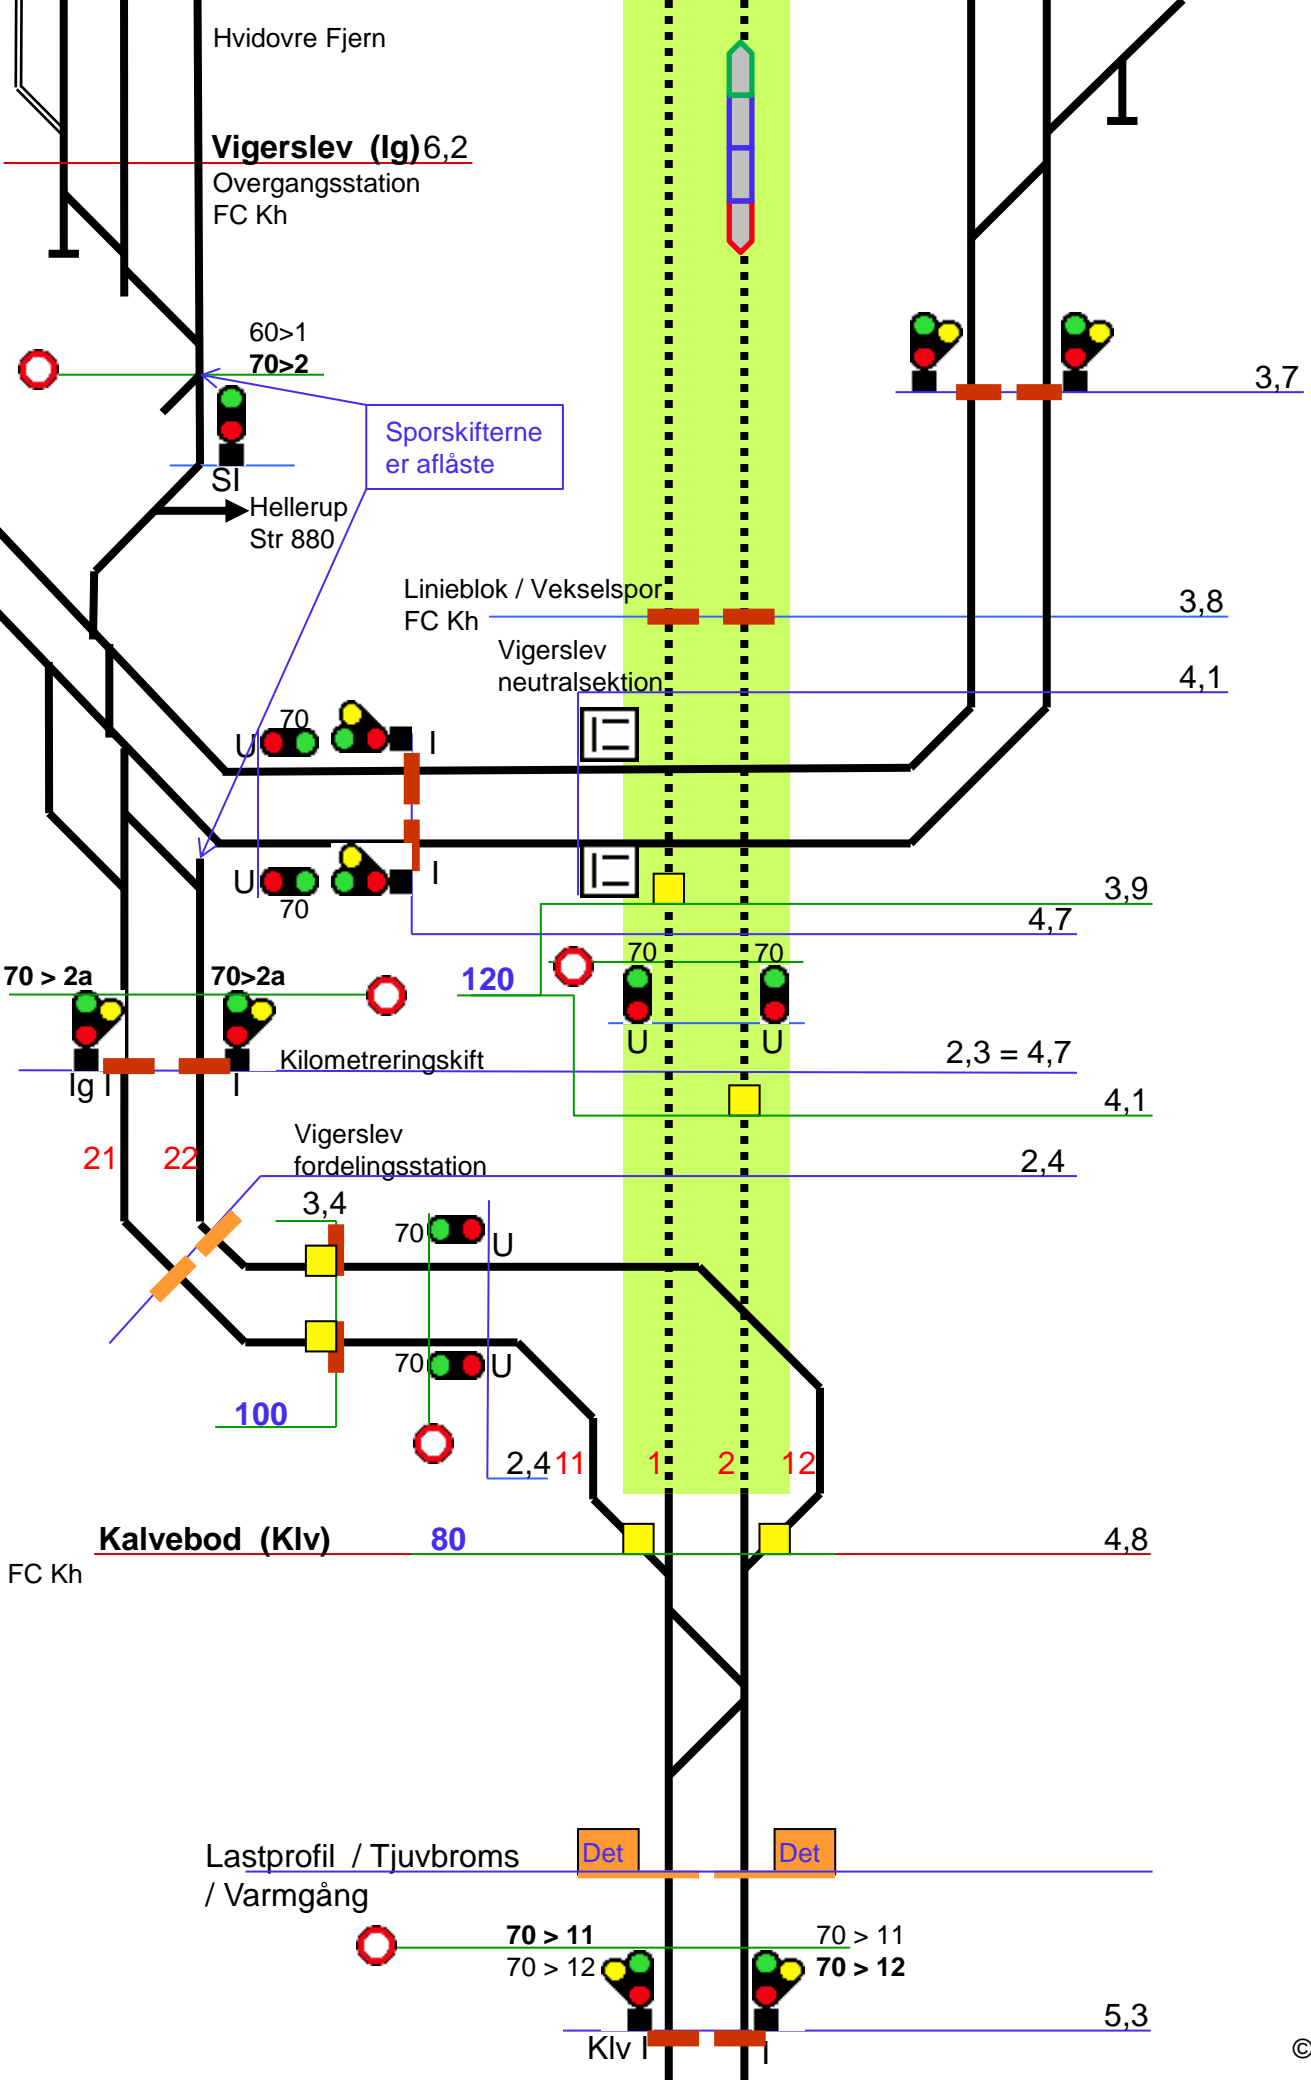 Hvidovre Fjern
Vigerslev (Ig) 6,2
Overgangsstation
FC Kh
60>1
70>2
3,7
Sporskifterne
er aflåste
SI
Hellerup
Str 880
Linieblok / Vekselspor
FC Kh
3,8
Vigerslev
neutralsektion
4,1
70
U
I
U
I
70
3,9
4,7
70 > 2a
70>2a
120
70
70
U
U
Kilometreringskift
2,3 = 4,7
Ig I
I
4,1
21
22
Vigerslev
fordelingsstation
2,4
3,4
70
U
70
U
100
2,4
11
1
2
12
Kalvebod (Klv)
80
4,8
FC Kh
Det
Det
Lastprofil / Tjuvbroms
/ Varmgång
70 > 11
70 > 12
70 > 11
70 > 12
5,3
Klv I
I
©